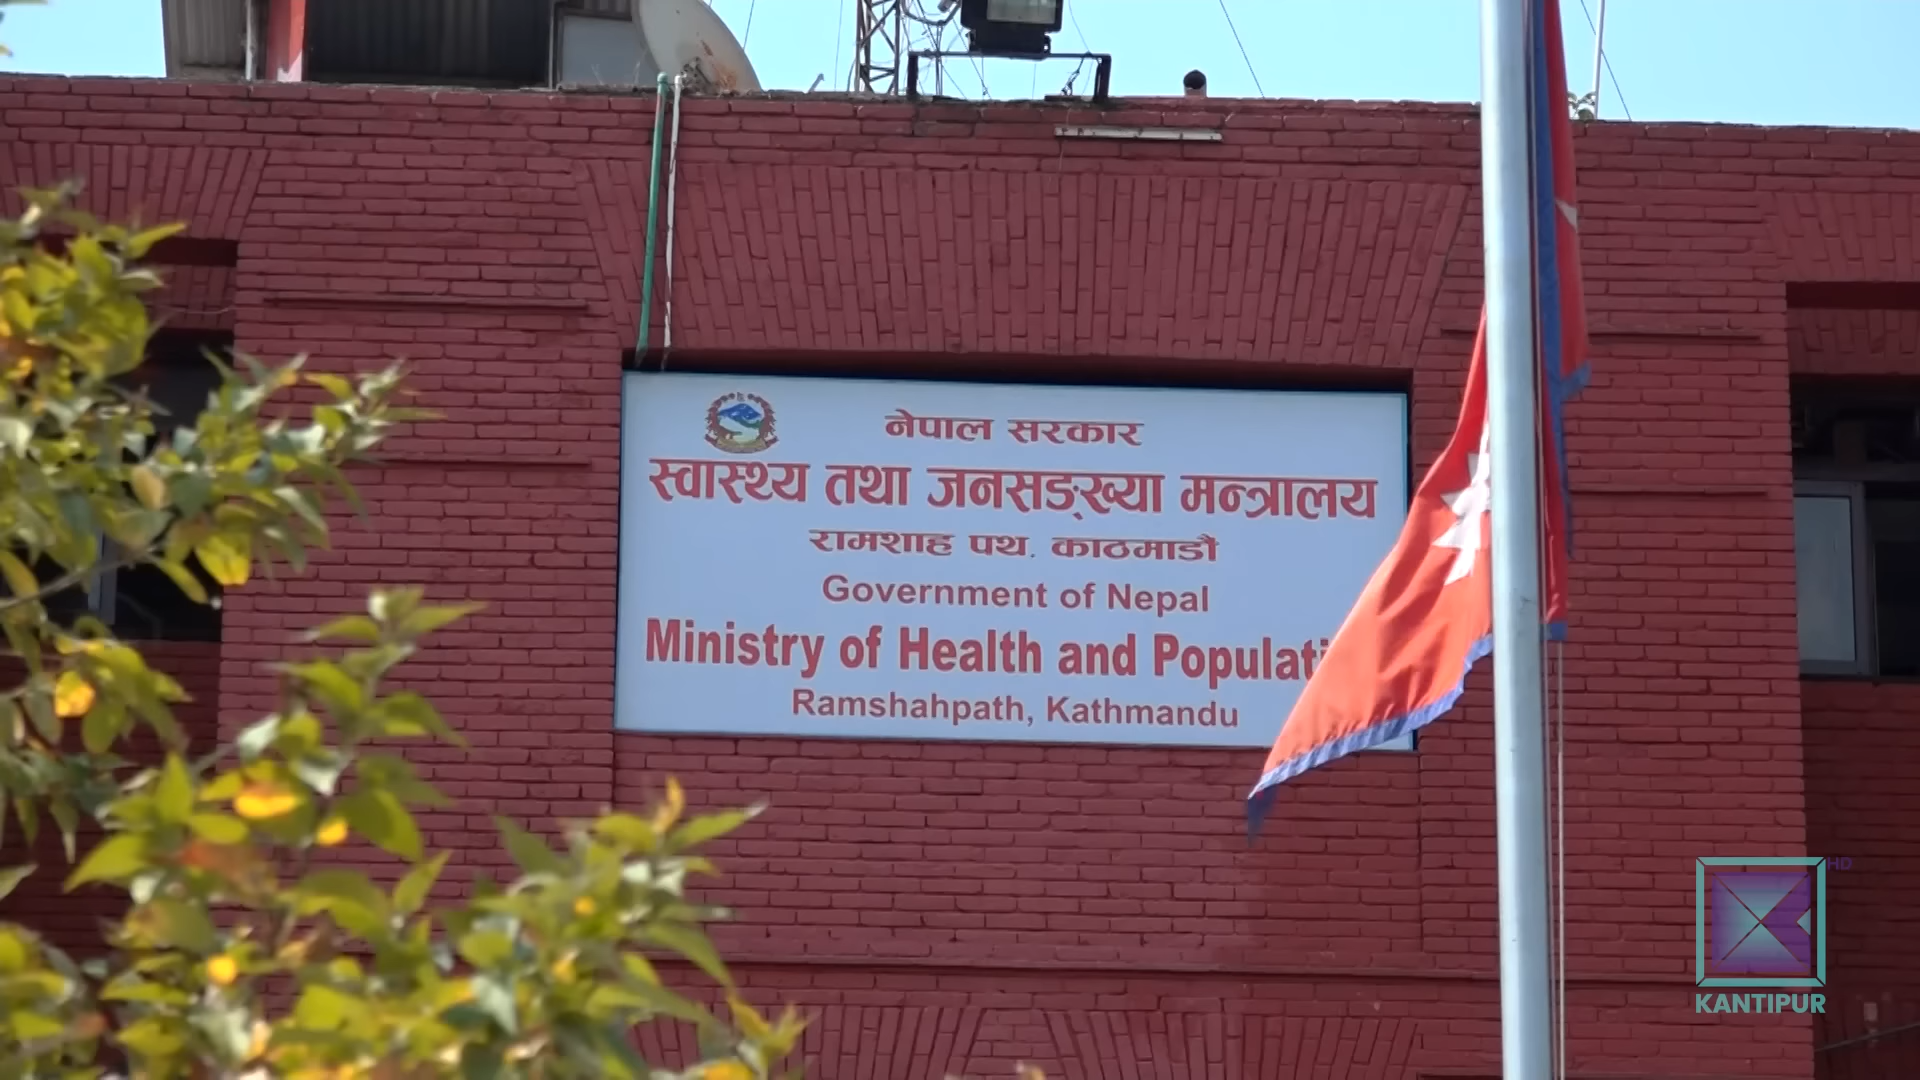 नेपाल सरकार
स्वास्थ्य तथा जनसङ्ख्या मन्त्रालय
रामशाह पथ, काठमाडौं
Government of Nepal
Ministry of Health and Populati
Ramshahpath, Kathmandu
HD
KANTIPUR